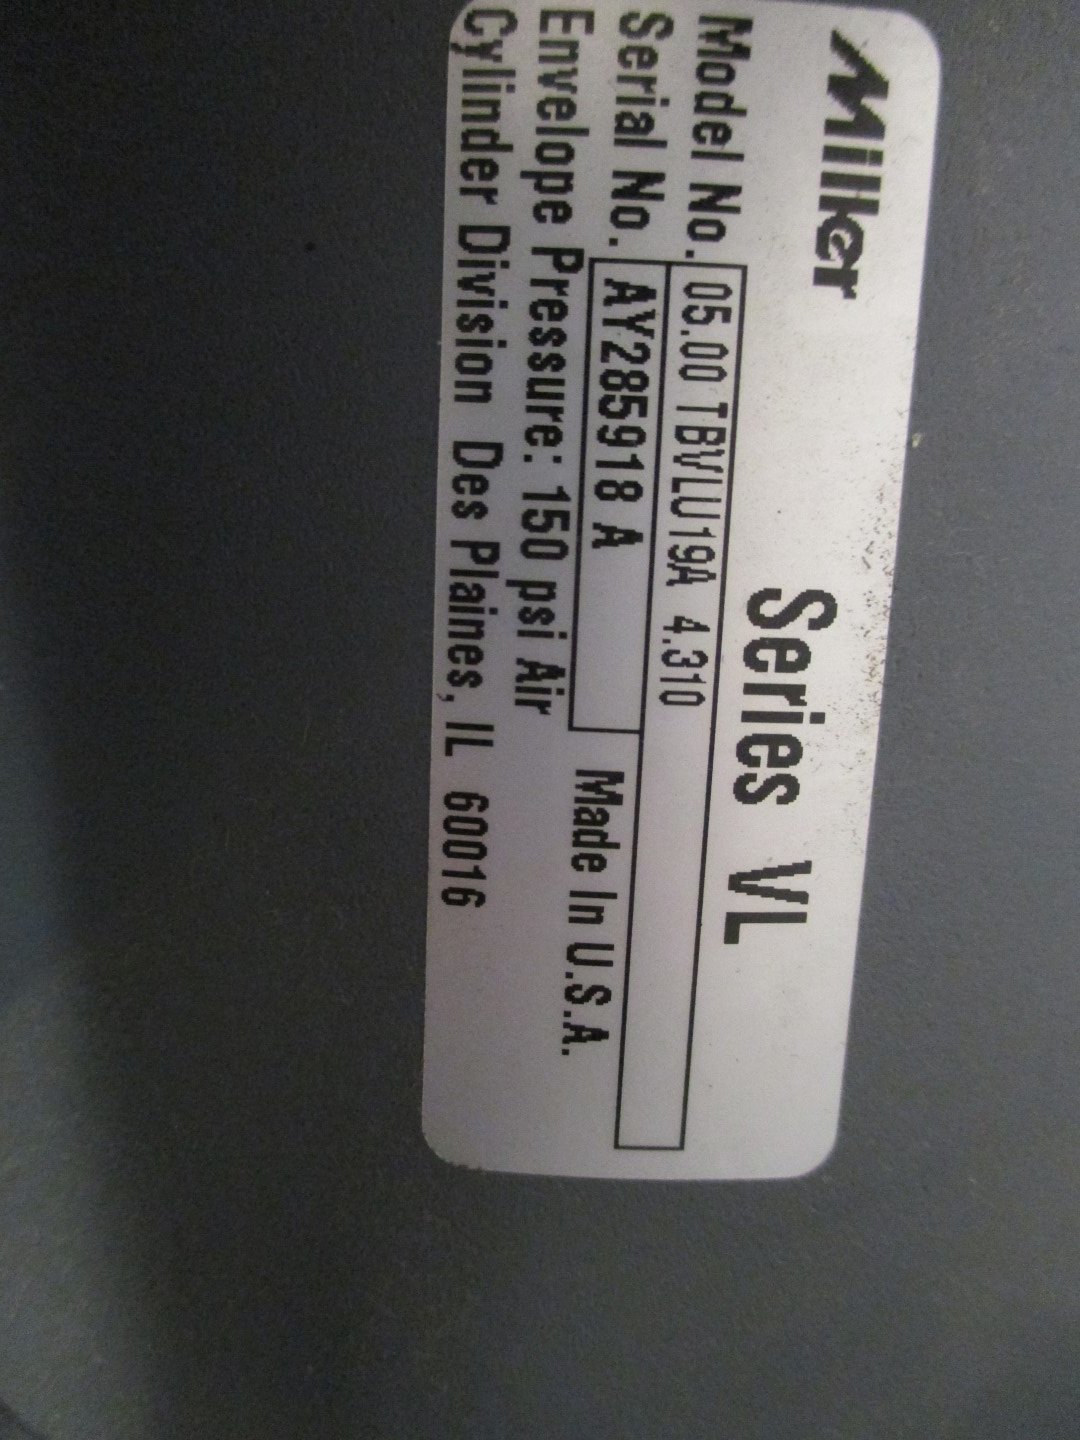 Miller
Series VL
Model No. 05.00 TBVLU19A 4.310
Serial No. AY285918 A Made In U.S.A.
Envelope Pressure: 150 psi Air
Cylinder Division Des Plaines, IL 60016